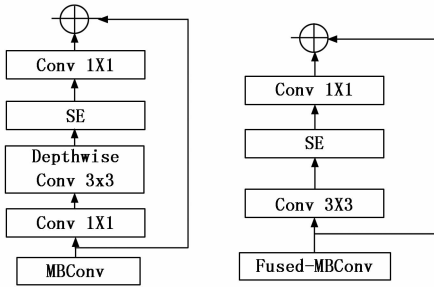 Conv 1X1
SE
Depthwise
Conv 3x3
Conv 1X1
MBConv
Conv 1X1
SE
Conv 3X3
Fused-MBConv